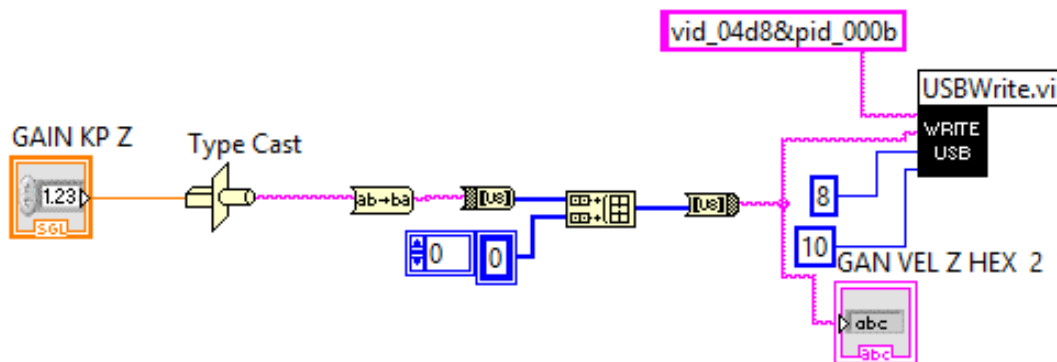 vid_04d8&pid_000b
USBWrite.vi
WRITE
USB
GAIN KP Z
Type Cast
1.23
SGL
ab→ba
[U8]
[U8]
0
0
8
10
GAN VEL Z HEX 2
abc
abc